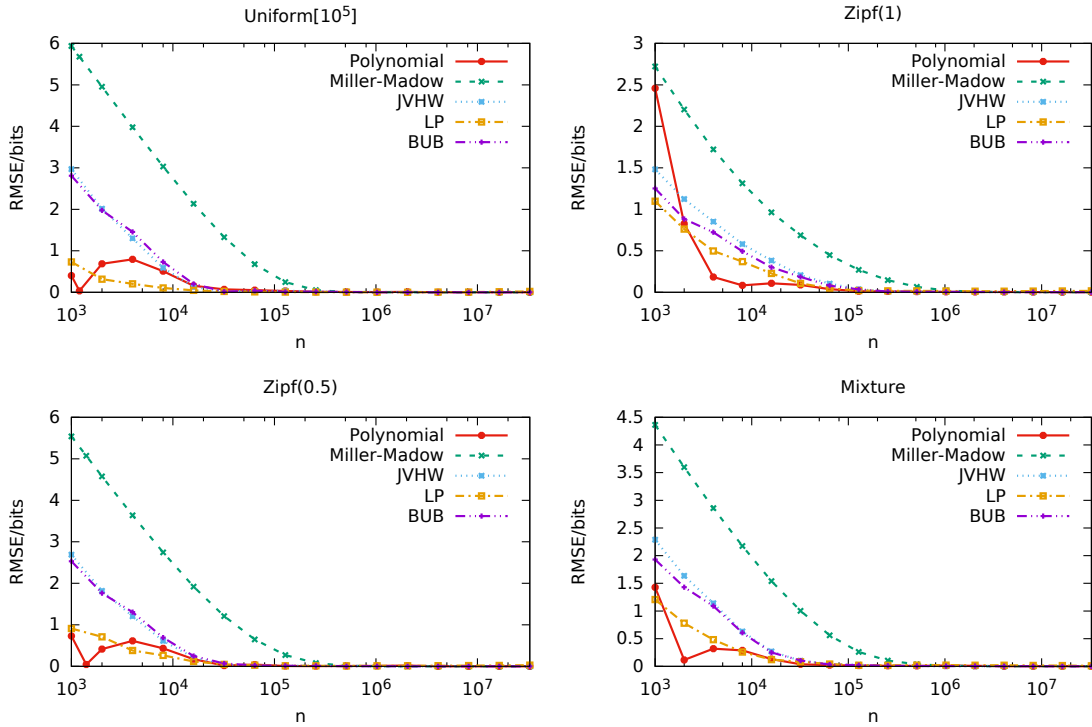 Uniform[10⁵]
RMSE/bits
6
5
4
3
2
1
0
Polynomial
Miller-Madow
JVHW
LP
BUB
10³ 10⁴ 10⁵ 10⁶ 10⁷
n
Zipf(1)
RMSE/bits
3
2.5
2
1.5
1
0.5
0
Polynomial
Miller-Madow
JVHW
LP
BUB
10³ 10⁴ 10⁵ 10⁶ 10⁷
n
Zipf(0.5)
RMSE/bits
6
5
4
3
2
1
0
Polynomial
Miller-Madow
JVHW
LP
BUB
10³ 10⁴ 10⁵ 10⁶ 10⁷
n
Mixture
RMSE/bits
4.5
4
3.5
3
2.5
2
1.5
1
0.5
0
Polynomial
Miller-Madow
JVHW
LP
BUB
10³ 10⁴ 10⁵ 10⁶ 10⁷
n